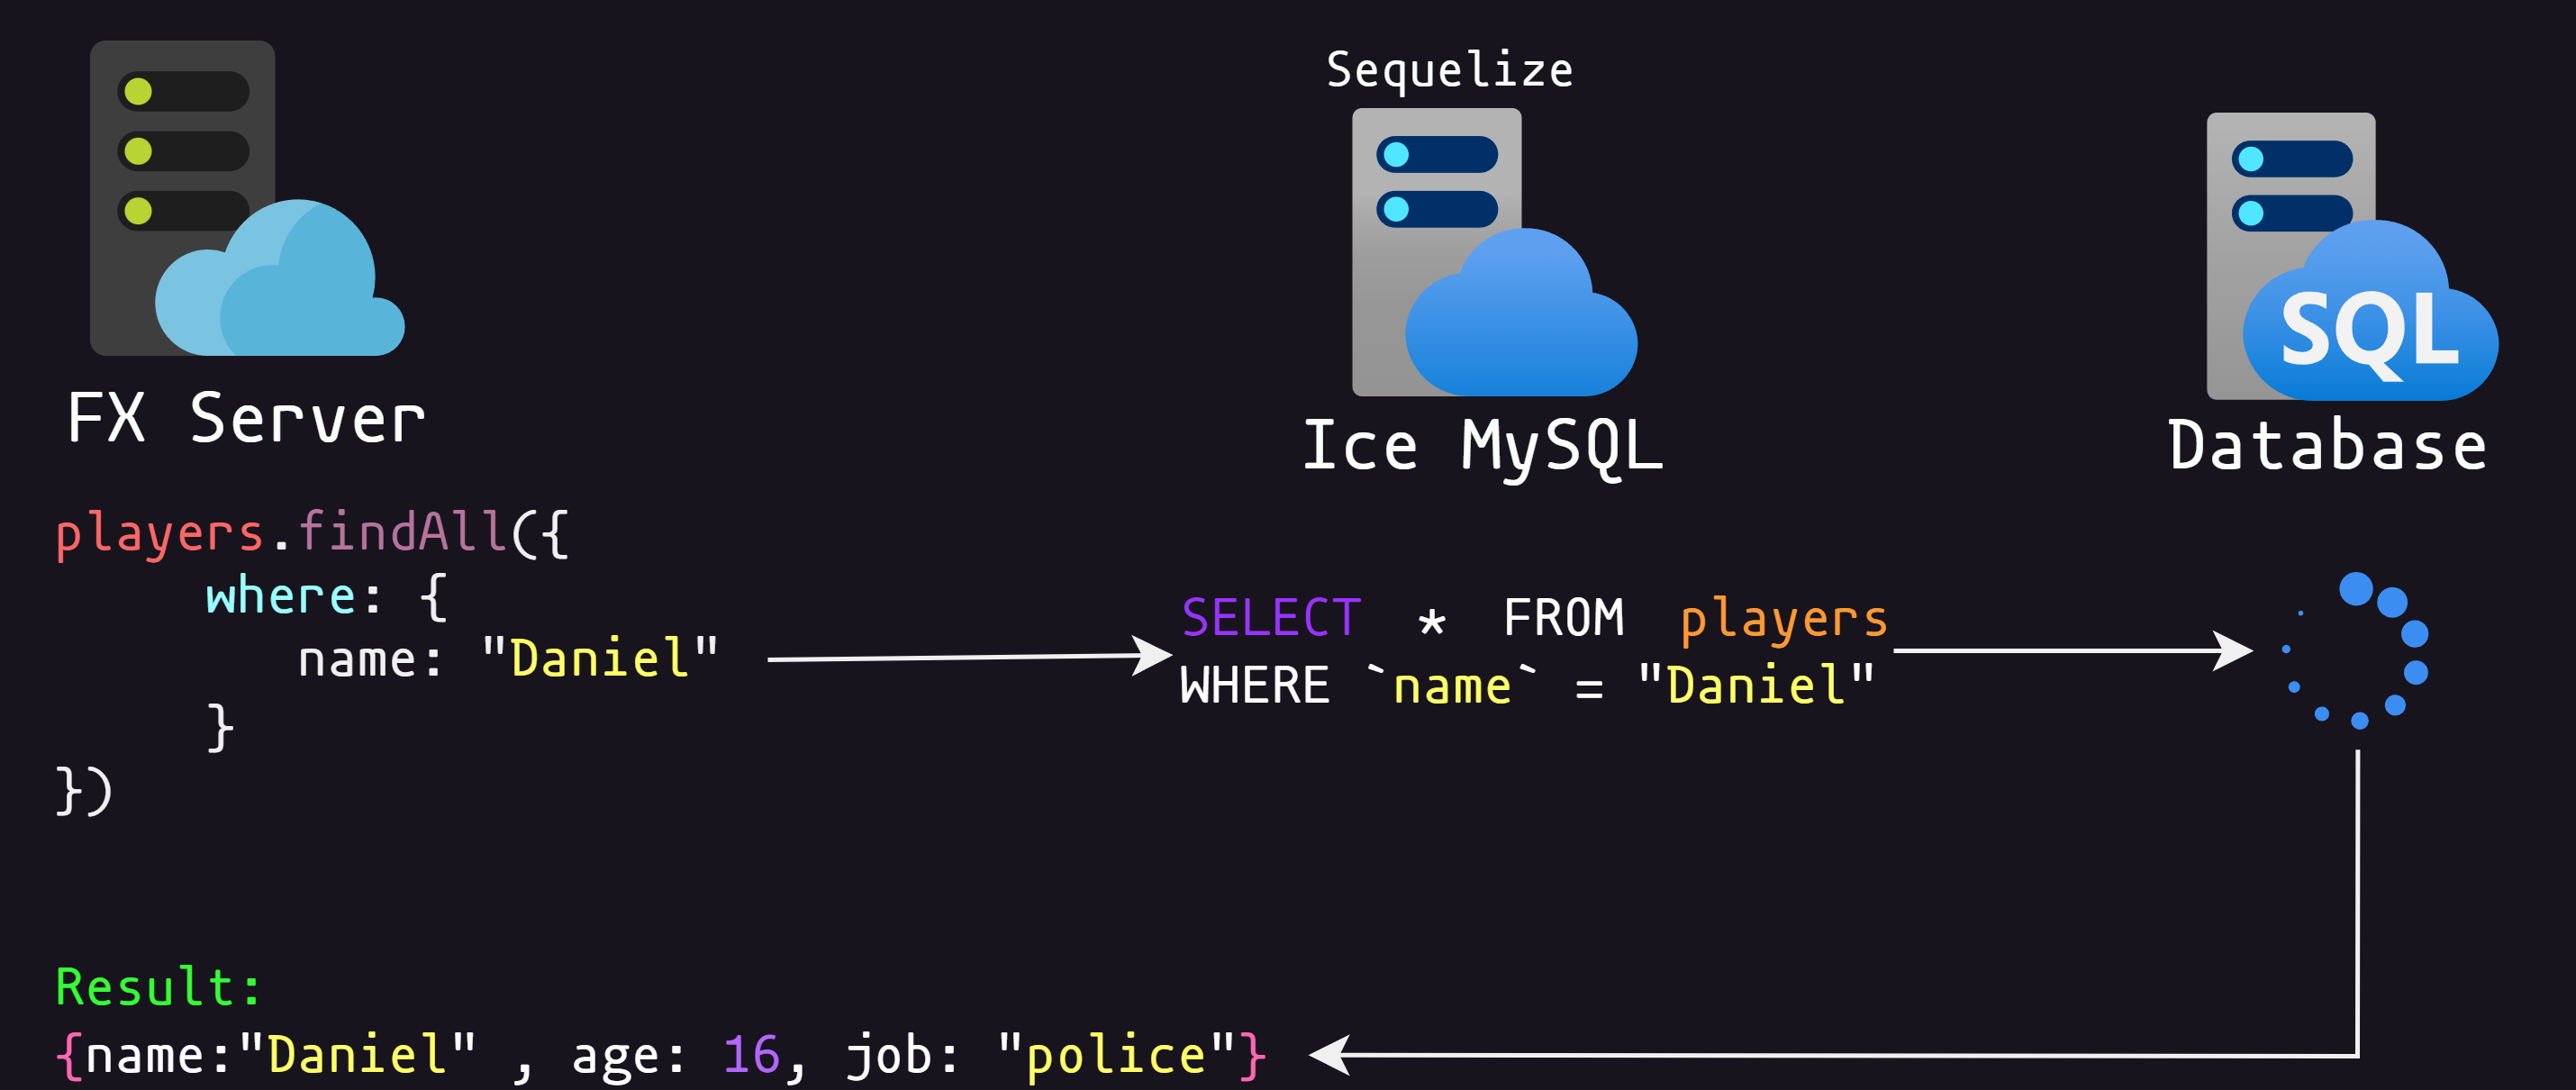 Sequelize
FX Server
Ice MySQL
SQL
Database
players.findAll({
where: {
name: "Daniel"
}
})
SELECT * FROM players
WHERE `name` = "Daniel"
Result:
{name:"Daniel" , age: 16, job: "police"}